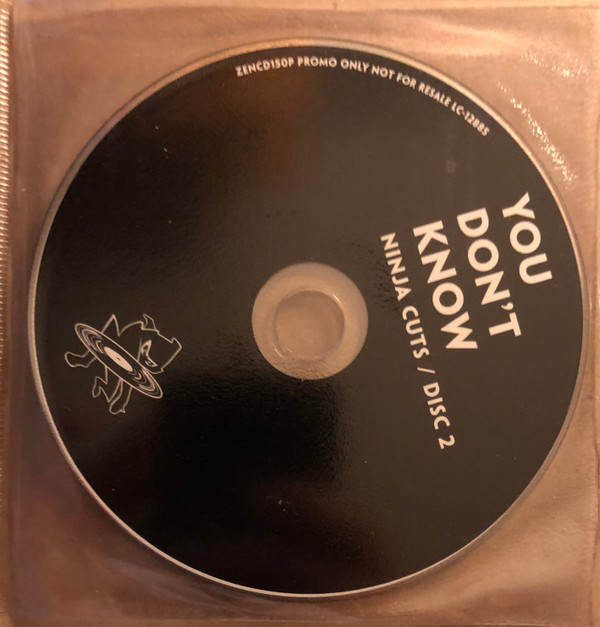 ZENCD150P PROMO ONLY NOT FOR RESALE LC-12885
YOU
DON'T
KNOW
NINJA CUTS / DISC 2